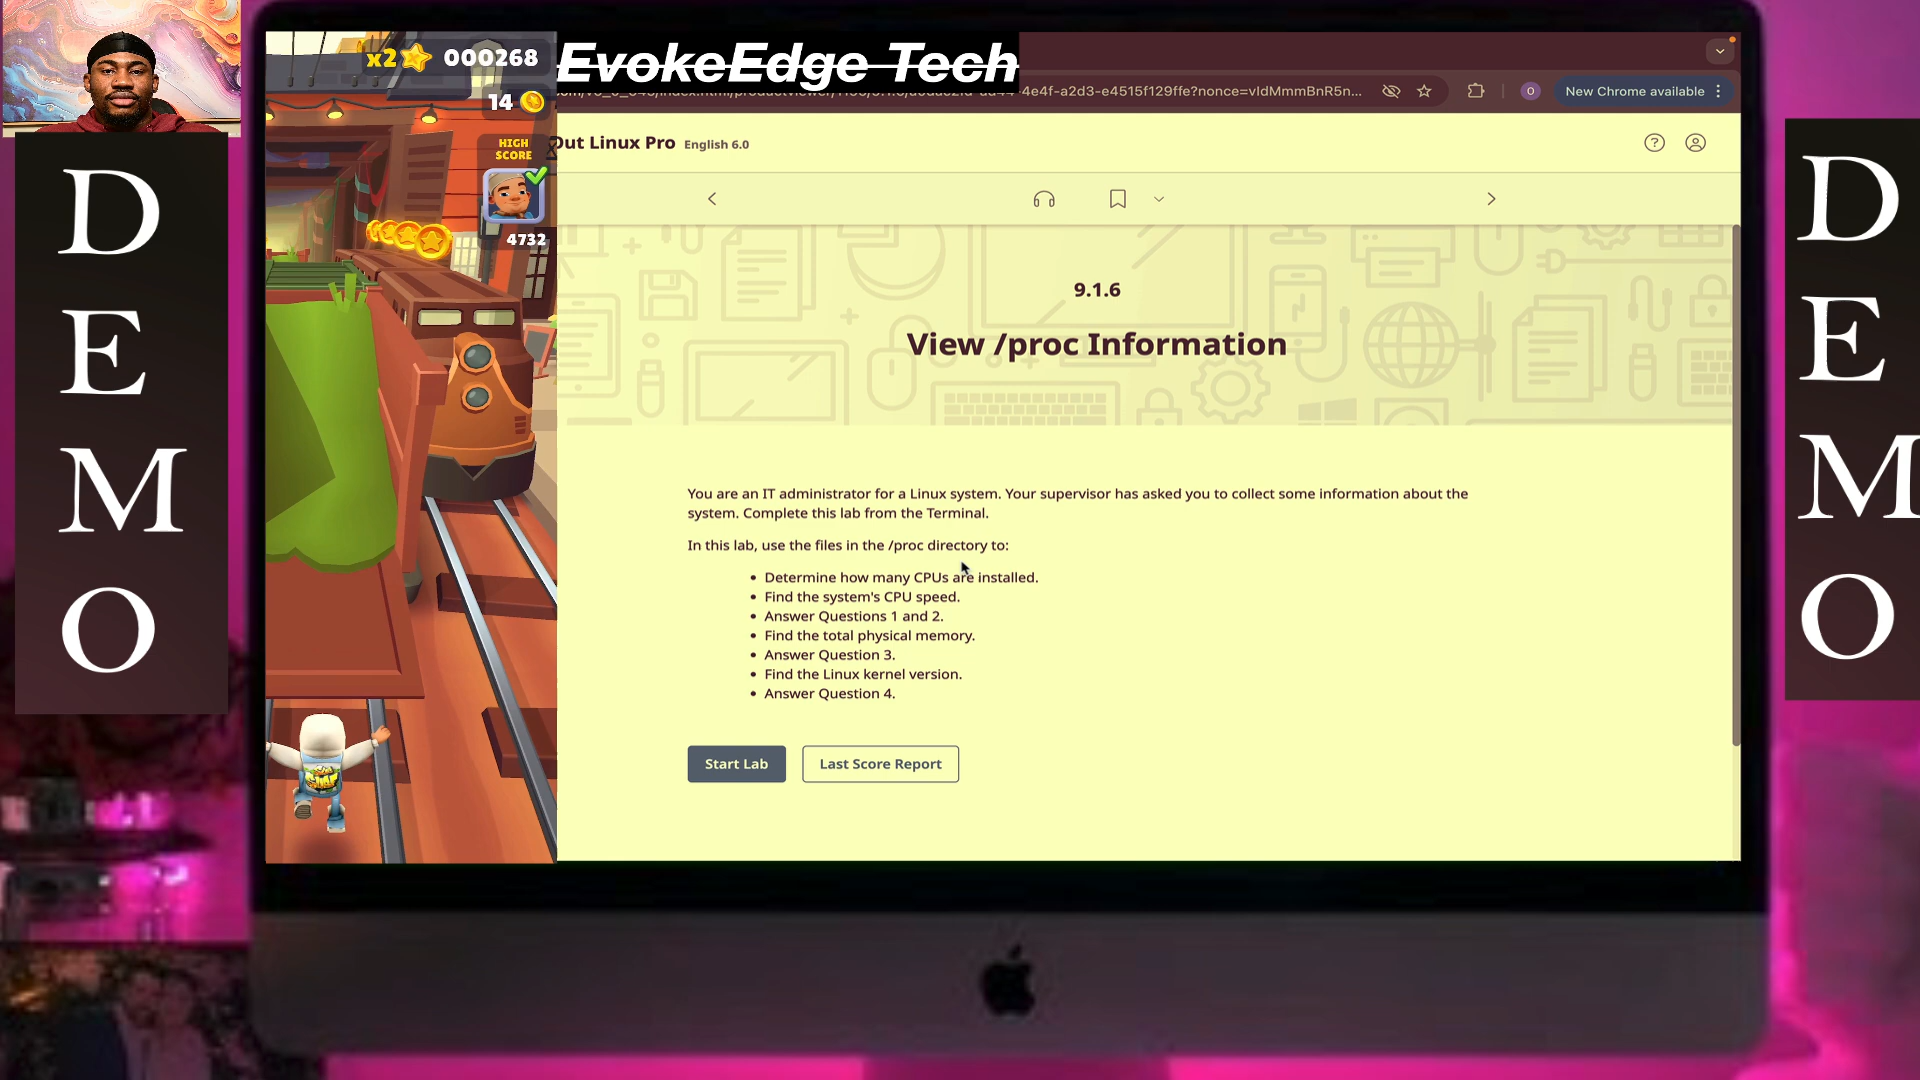 x2 000268
14
HIGH
SCORE
4732
EvokeEdge Tech
4e4f-a2d3-e4515f129ffe?nonce=vldMmmBnR5n...
New Chrome available
Out Linux Pro English 6.0
9.1.6
View /proc Information
You are an IT administrator for a Linux system. Your supervisor has asked you to collect some information about the
system. Complete this lab from the Terminal.
In this lab, use the files in the /proc directory to:
• Determine how many CPUs are installed.
• Find the system's CPU speed.
• Answer Questions 1 and 2.
• Find the total physical memory.
• Answer Question 3.
• Find the Linux kernel version.
• Answer Question 4.
Start Lab
Last Score Report
D
E
M
O
D
E
M
O